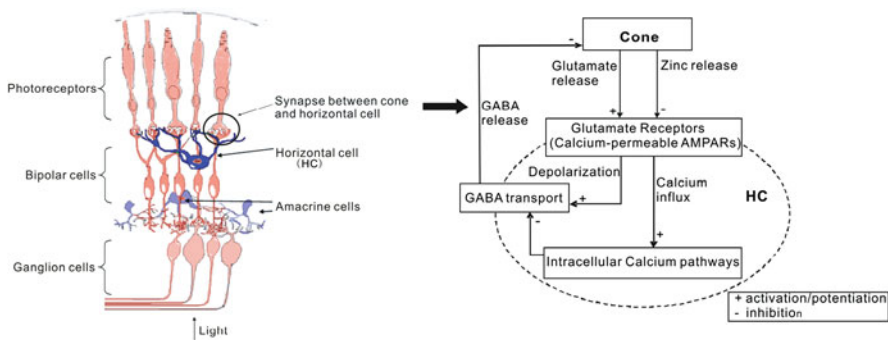 Photoreceptors
Bipolar cells
Ganglion cells
Synapse between cone
and horizontal cell
Horizontal cell
(HC)
Amacrine cells
Light
-
Cone
Glutamate
release
Zinc release
GABA
release
+
-
Glutamate Receptors
(Calcium-permeable AMPARs)
Depolarization
Calcium
influx
HC
GABA transport
+
-
+
Intracellular Calcium pathways
+ activation/potentiation
- inhibition